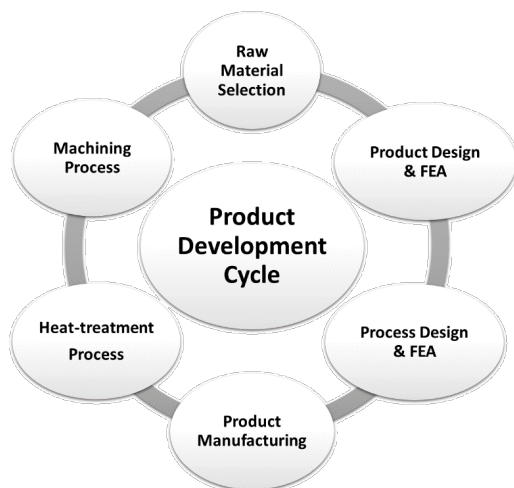 Raw
Material
Selection
Machining
Process
Product Design
& FEA
Product
Development
Cycle
Heat-treatment
Process
Process Design
& FEA
Product
Manufacturing